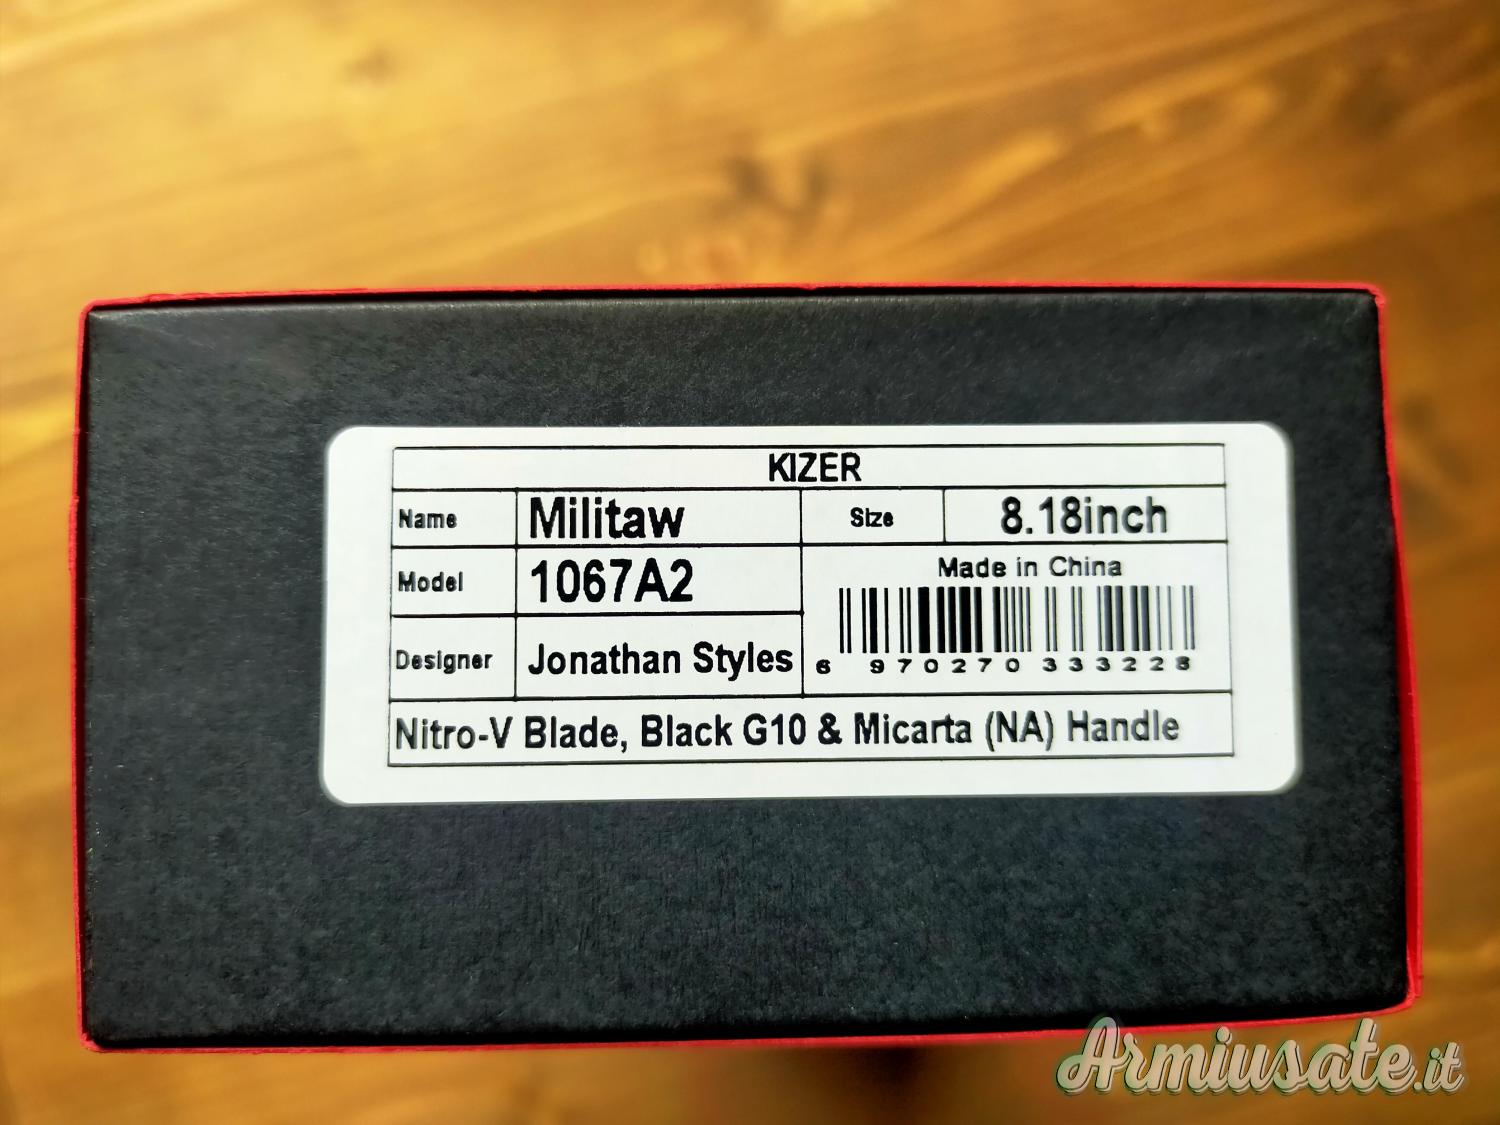 KIZER
Name Militaw Size 8.18inch
Model 1067A2 Made in China
Designer Jonathan Styles 6 970270 333228
Nitro-V Blade, Black G10 & Micarta (NA) Handle
Armiusate.it